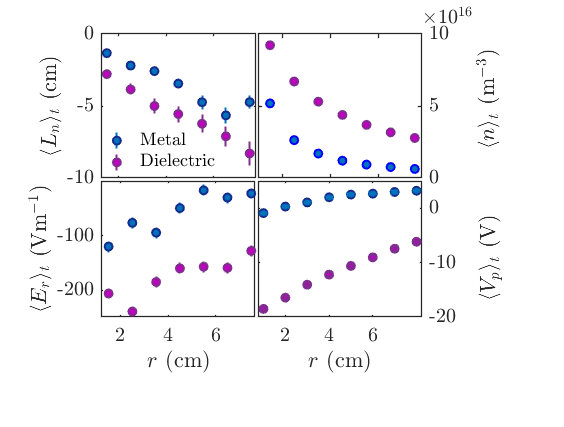 ×10^16
0
-5
-10
⟨L_n⟩_t (cm)
Metal
Dielectric
10
5
0
⟨n⟩_t (m^-3)
-100
-200
⟨E_r⟩_t (Vm^-1)
0
-10
-20
⟨V_p⟩_t (V)
2 4 6
2 4 6
r (cm)
r (cm)